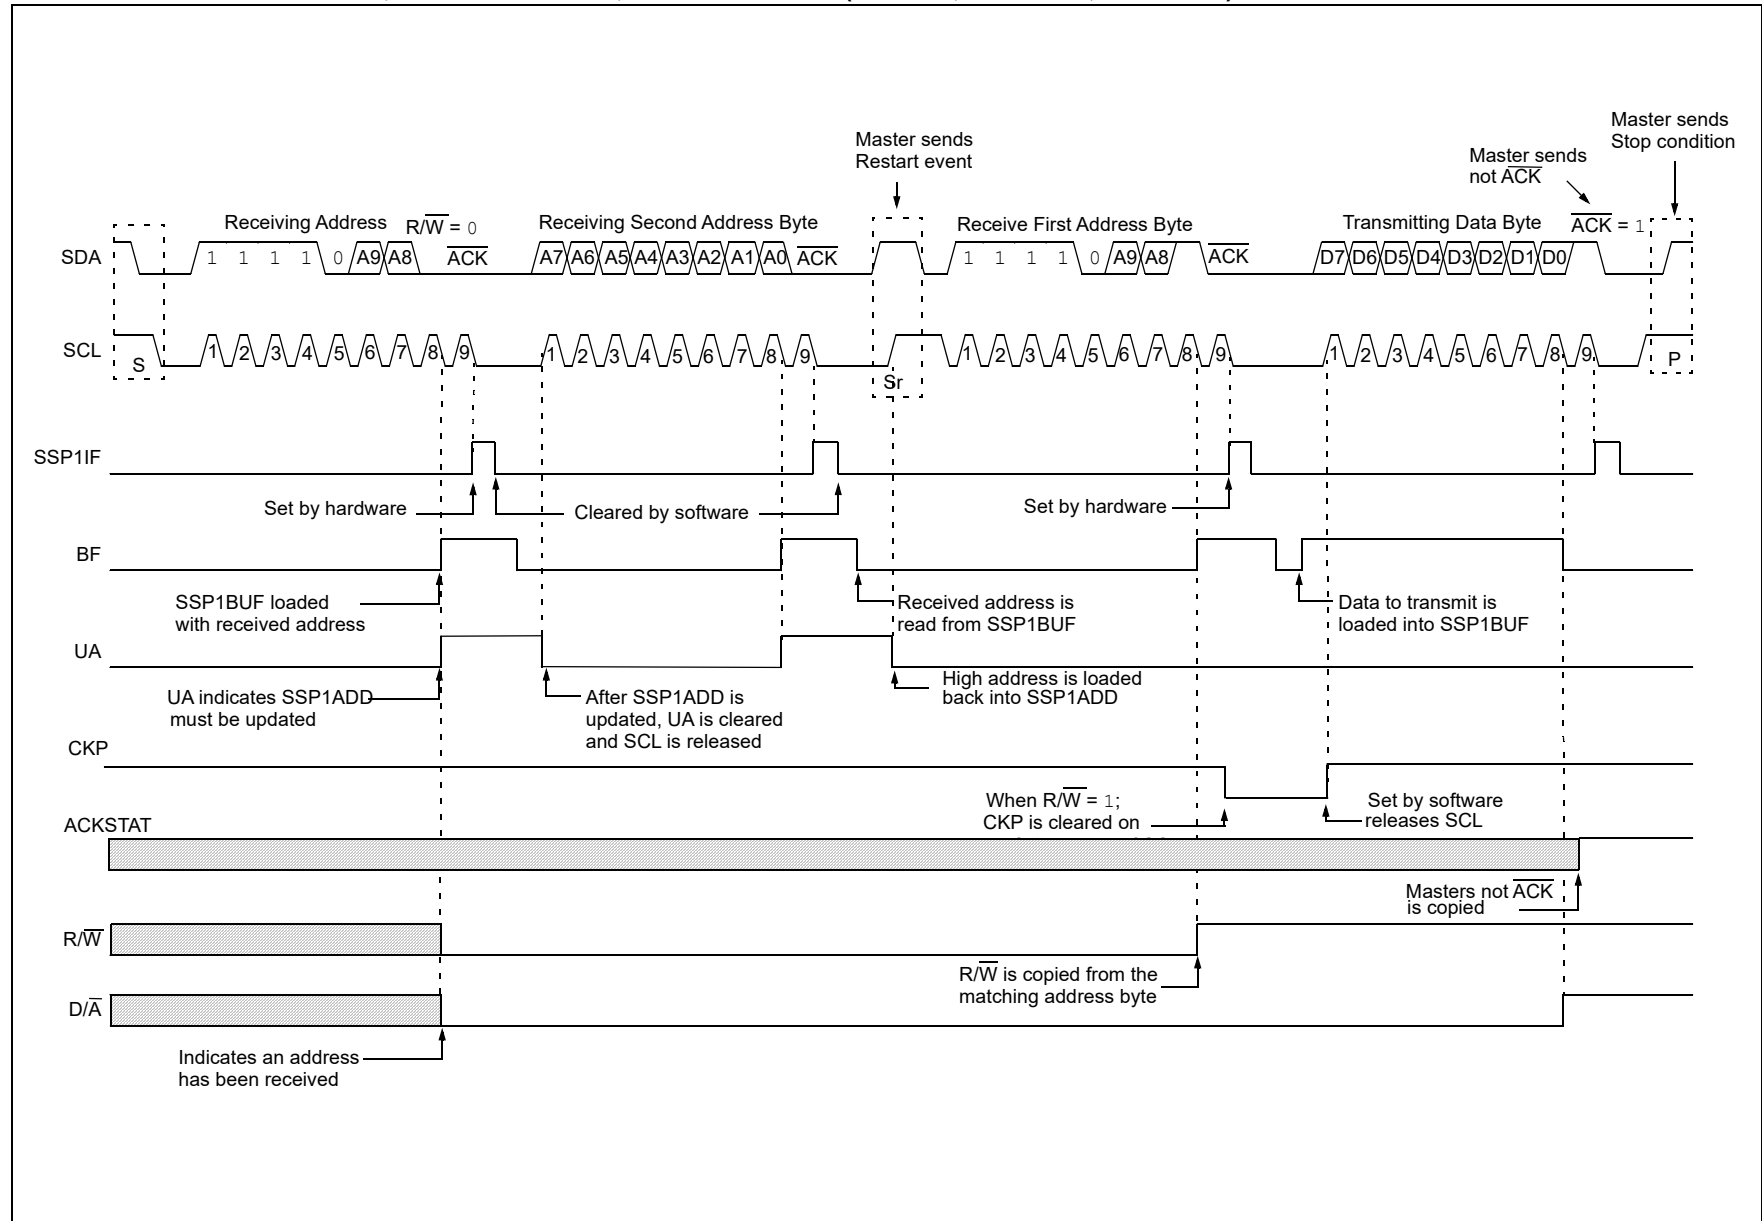 Master sends
Restart event
Master sends
not A̅C̅K̅
Master sends
Stop condition
Receiving Address
R/W̅ = 0
Receiving Second Address Byte
Receive First Address Byte
Transmitting Data Byte
A̅C̅K̅ = 1
SDA
1 1 1 1 0 A9 A8 A̅C̅K̅
A7 A6 A5 A4 A3 A2 A1 A0 A̅C̅K̅
1 1 1 1 0 A9 A8 A̅C̅K̅
D7 D6 D5 D4 D3 D2 D1 D0
SCL
S
1 2 3 4 5 6 7 8 9
1 2 3 4 5 6 7 8 9
Sr
1 2 3 4 5 6 7 8 9
1 2 3 4 5 6 7 8 9
P
SSP1IF
Set by hardware
Cleared by software
Set by hardware
BF
SSP1BUF loaded
with received address
Received address is
read from SSP1BUF
Data to transmit is
loaded into SSP1BUF
UA
UA indicates SSP1ADD
must be updated
After SSP1ADD is
updated, UA is cleared
and SCL is released
High address is loaded
back into SSP1ADD
CKP
When R/W̅ = 1;
CKP is cleared on
Set by software
releases SCL
ACKSTAT
Masters not A̅C̅K̅
is copied
R/W̅
R/W̅ is copied from the
matching address byte
D/A̅
Indicates an address
has been received